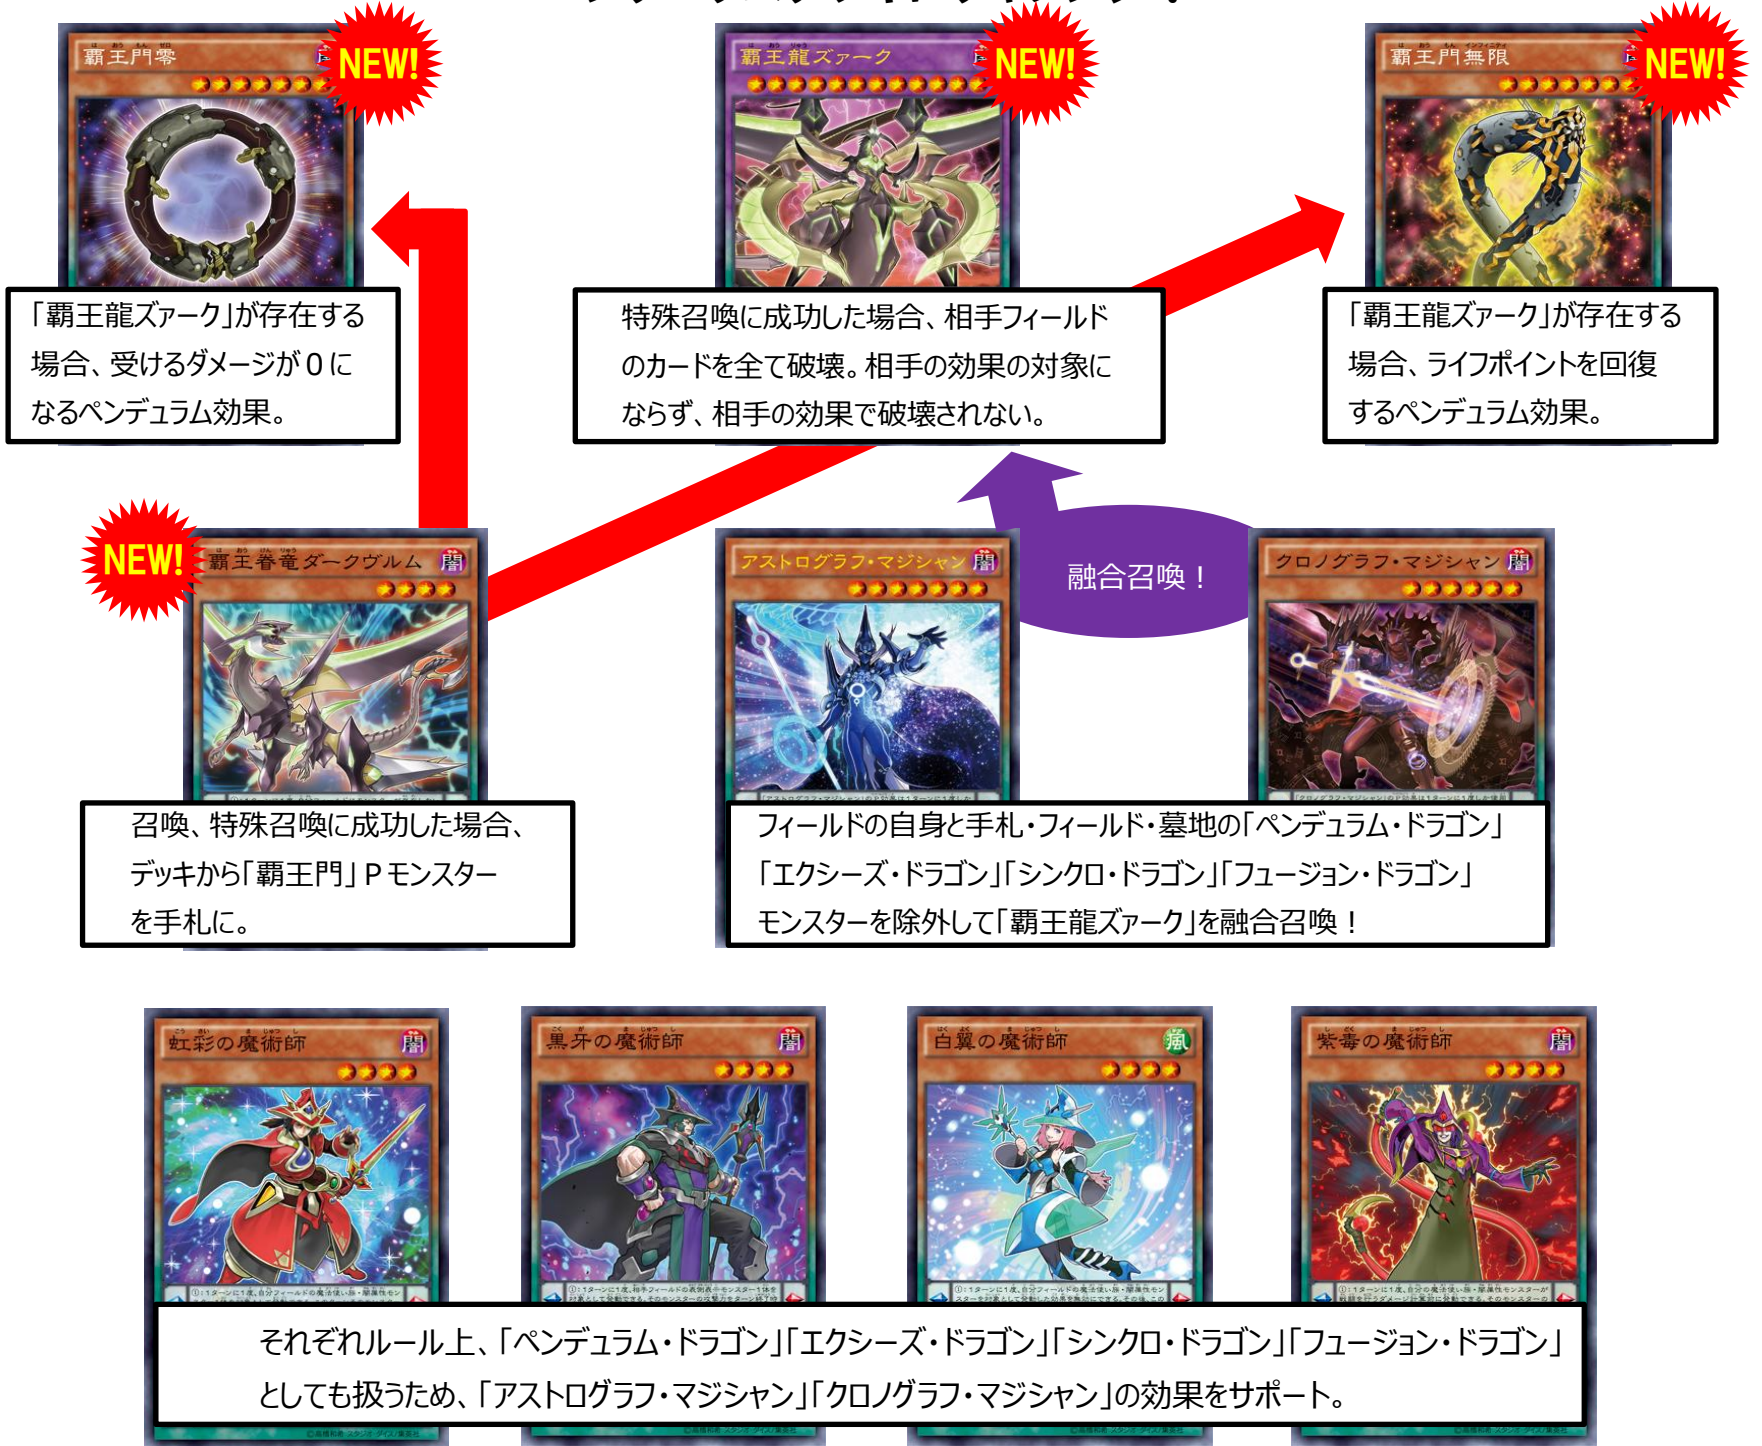 覇王門零
NEW!
覇王龍ズァーク
NEW!
覇王門無限
NEW!
「覇王龍ズァーク」が存在する
場合、受けるダメージが0に
なるペンデュラム効果。
特殊召喚に成功した場合、相手フィールド
のカードを全て破壊。相手の効果の対象に
ならず、相手の効果で破壊されない。
「覇王龍ズァーク」が存在する
場合、ライフポイントを回復
するペンデュラム効果。
NEW!
覇王眷竜ダークヴルム
闇
アストログラフ・マジシャン
闇
融合召喚！
クロノグラフ・マジシャン
闇
召喚、特殊召喚に成功した場合、
デッキから「覇王門」Pモンスター
を手札に。
フィールドの自身と手札・フィールド・墓地の「ペンデュラム・ドラゴン」
「エクシーズ・ドラゴン」「シンクロ・ドラゴン」「フュージョン・ドラゴン」
モンスターを除外して「覇王龍ズァーク」を融合召喚！
虹彩の魔術師
闇
黒牙の魔術師
闇
白翼の魔術師
風
紫毒の魔術師
闇
それぞれルール上、「ペンデュラム・ドラゴン」「エクシーズ・ドラゴン」「シンクロ・ドラゴン」「フュージョン・ドラゴン」
としても扱うため、「アストログラフ・マジシャン」「クロノグラフ・マジシャン」の効果をサポート。